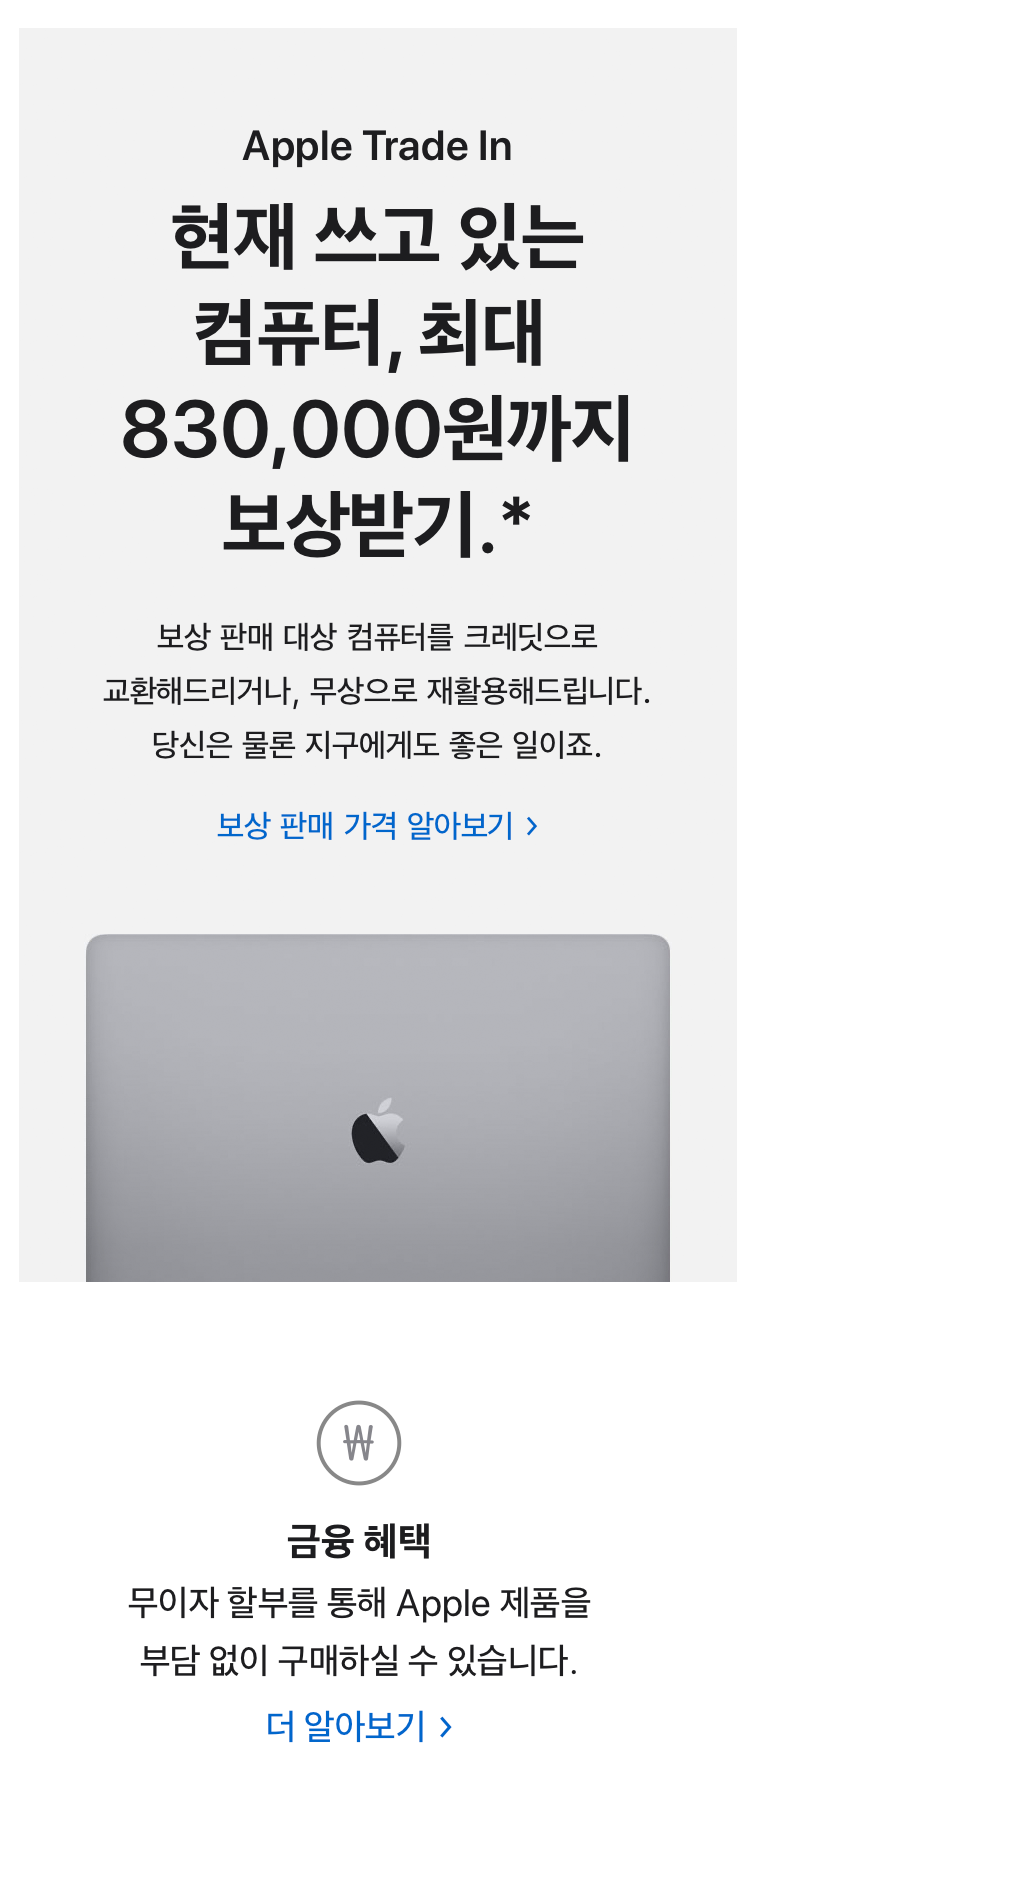 Apple Trade In
현재 쓰고 있는
컴퓨터, 최대
830,000원까지
보상받기.*
보상 판매 대상 컴퓨터를 크레딧으로
교환해드리거나, 무상으로 재활용해드립니다.
당신은 물론 지구에게도 좋은 일이죠.
보상 판매 가격 알아보기 >
₩
금융 혜택
무이자 할부를 통해 Apple 제품을
부담 없이 구매하실 수 있습니다.
더 알아보기 >